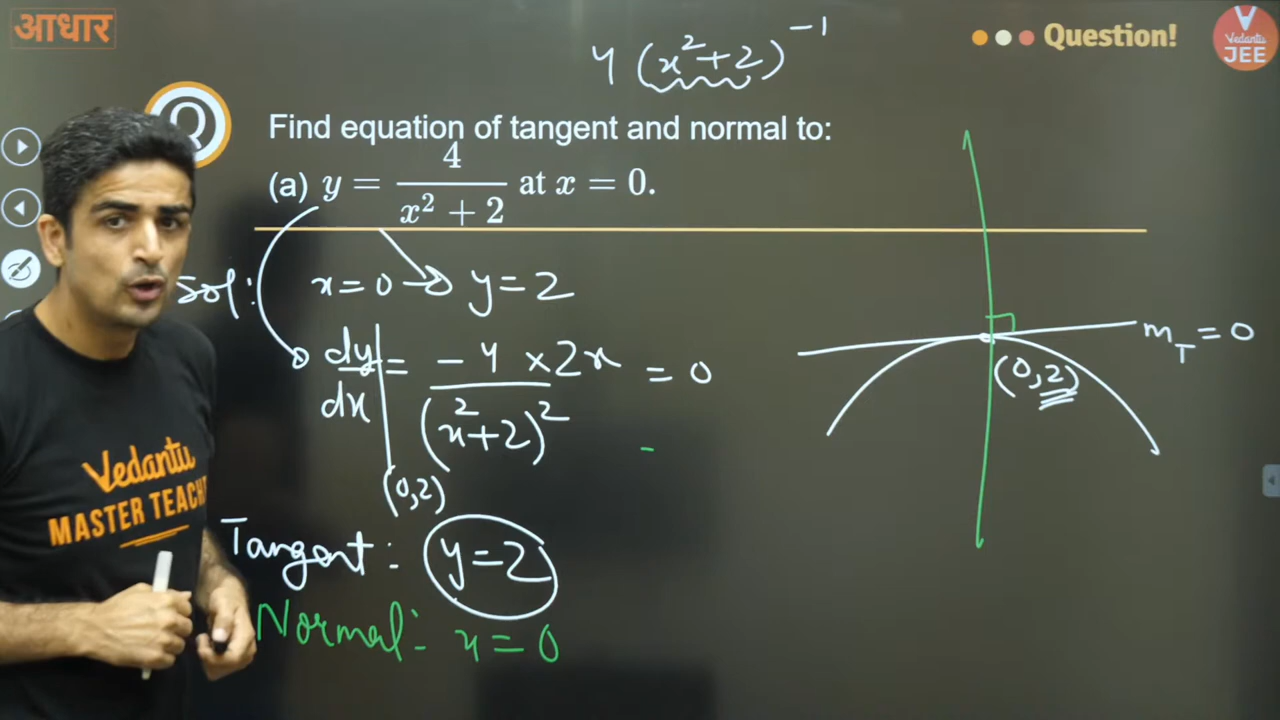 आधार
4 (x² + 2)⁻¹
Question!
Vedantu
JEE
Q
Find equation of tangent and normal to:
(a) y = 4 / (x² + 2) at x = 0.
Sol:
x = 0 → y = 2
dy/dx |(0,2) = -4 × 2x / (x² + 2)² = 0
Tangent: y = 2
Normal: x = 0
m_T = 0
(0,2)
Vedantu
MASTER TEACHE